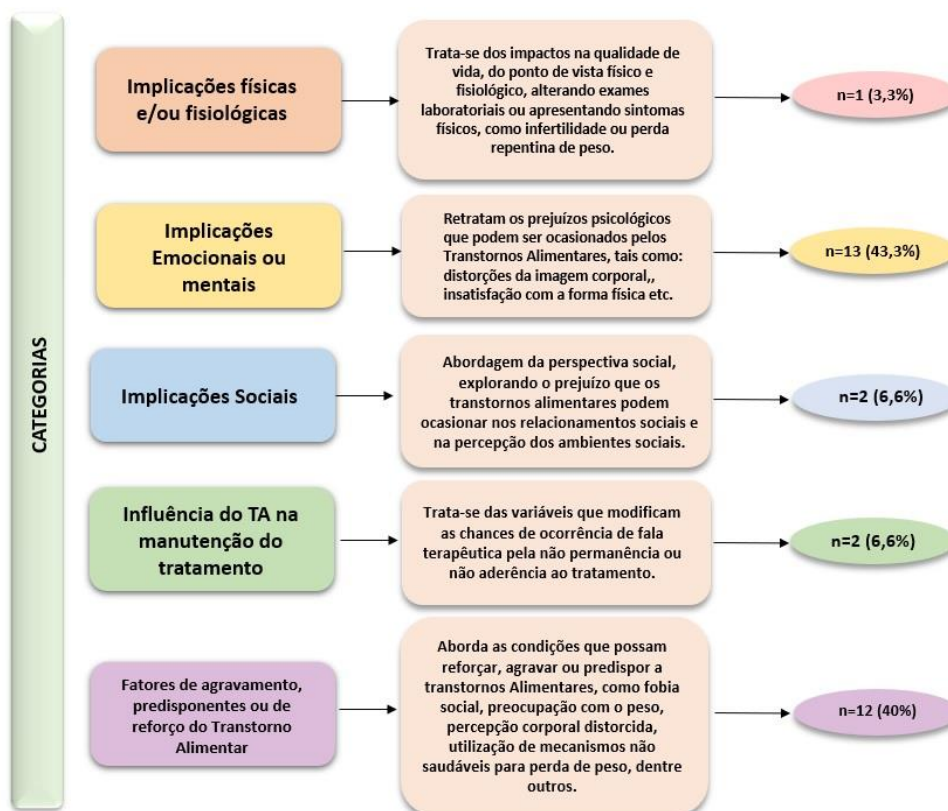 CATEGORIAS
Implicações físicas
e/ou fisiológicas
Trata-se dos impactos na qualidade de
vida, do ponto de vista físico e
fisiológico, alterando exames
laboratoriais ou apresentando sintomas
físicos, como infertilidade ou perda
repentina de peso.
n=1 (3,3%)
Implicações
Emocionais ou
mentais
Retratam os prejuízos psicológicos
que podem ser ocasionados pelos
Transtornos Alimentares, tais como:
distorções da imagem corporal,,
insatisfação com a forma física etc.
n=13 (43,3%)
Implicações Sociais
Abordagem da perspectiva social,
explorando o prejuízo que os
transtornos alimentares podem
ocasionar nos relacionamentos sociais e
na percepção dos ambientes sociais.
n=2 (6,6%)
Influência do TA na
manutenção do
tratamento
Trata-se das variáveis que modificam
as chances de ocorrência de fala
terapêutica pela não permanência ou
não aderência ao tratamento.
n=2 (6,6%)
Fatores de agravamento,
predisponentes ou de
reforço do Transtorno
Alimentar
Aborda as condições que possam
reforçar, agravar ou predispor a
transtornos Alimentares, como fobia
social, preocupação com o peso,
percepção corporal distorcida,
utilização de mecanismos não
saudáveis para perda de peso, dentre
outros.
n=12 (40%)